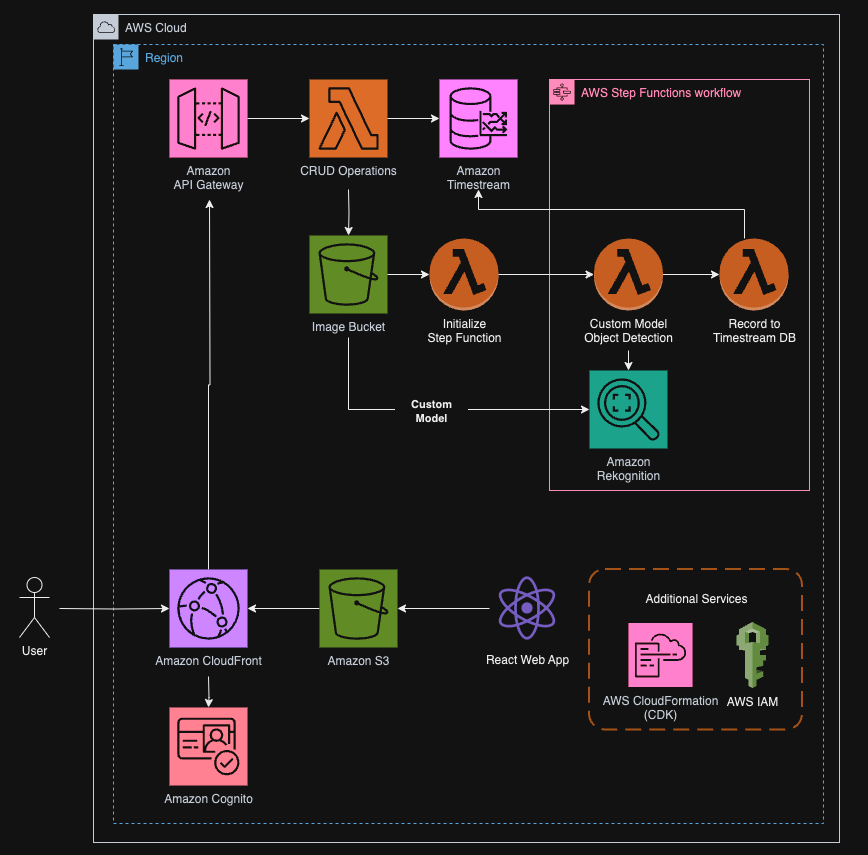 AWS Cloud
Region
AWS Step Functions workflow
Amazon
API Gateway
CRUD Operations
Amazon
Timestream
Image Bucket
Initialize
Step Function
Custom Model
Object Detection
Record to
Timestream DB
Custom
Model
Amazon
Rekognition
User
Amazon CloudFront
Amazon S3
React Web App
Additional Services
AWS CloudFormation
(CDK)
AWS IAM
Amazon Cognito